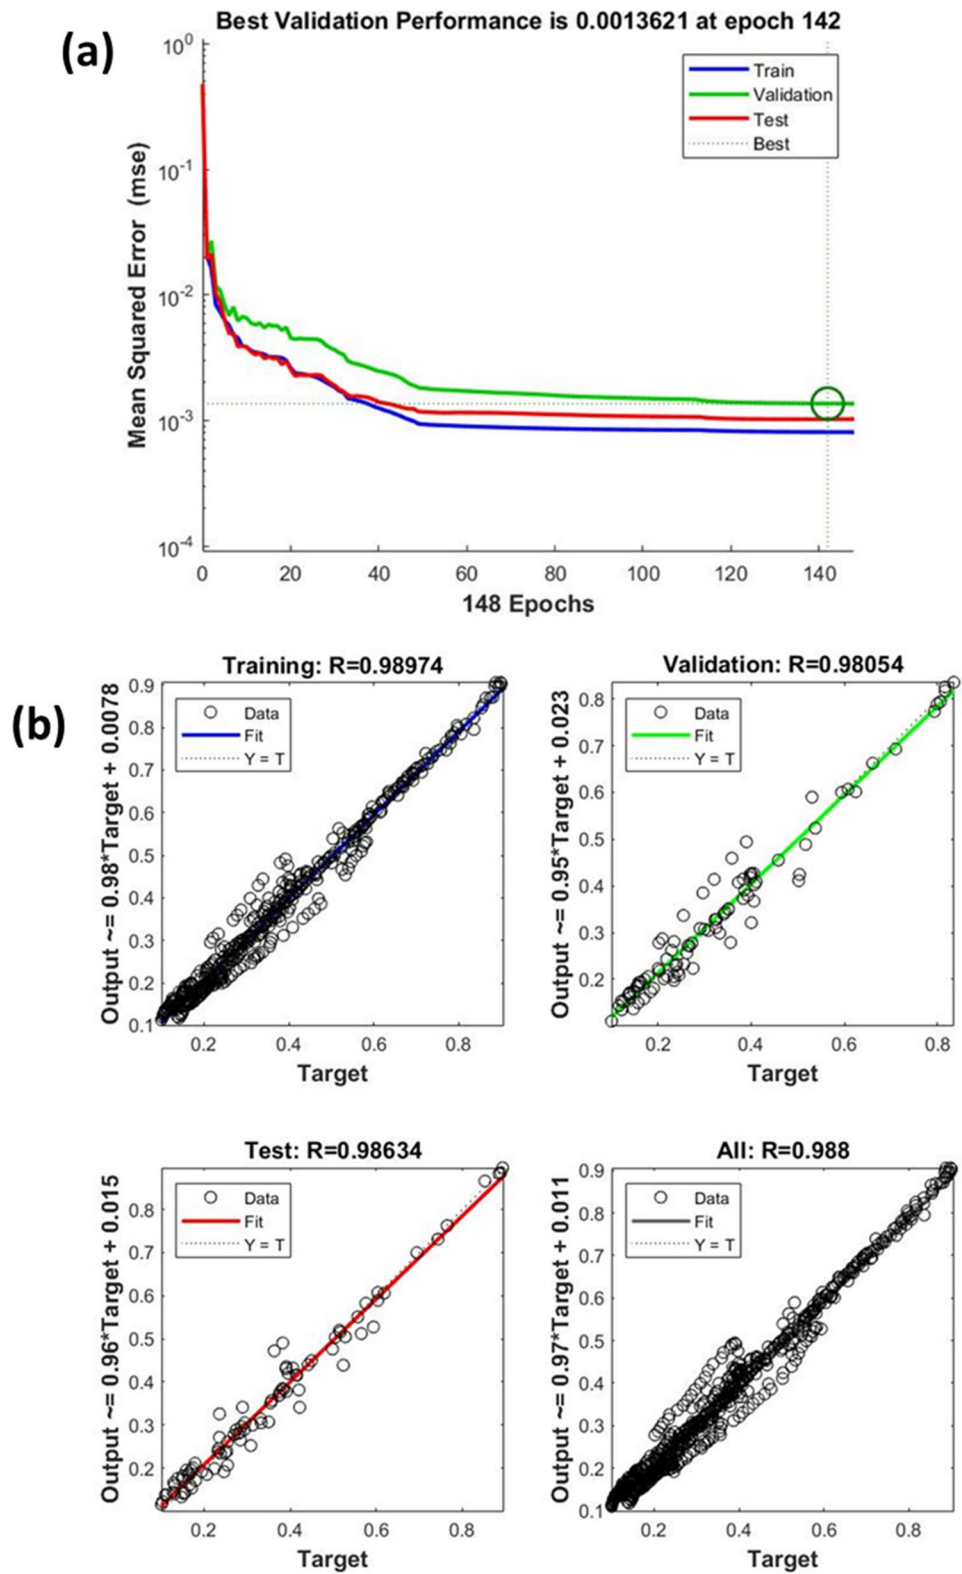 (a)
Best Validation Performance is 0.0013621 at epoch 142
Mean Squared Error (mse)
10^0
10^-1
10^-2
10^-3
10^-4
Train
Validation
Test
Best
0 20 40 60 80 100 120 140
148 Epochs
(b)
Training: R=0.98974
Output ~= 0.98*Target + 0.0078
0.9
0.8
0.7
0.6
0.5
0.4
0.3
0.2
0.1
Data
Fit
Y = T
0.2 0.4 0.6 0.8
Target
Validation: R=0.98054
Output ~= 0.95*Target + 0.023
0.8
0.7
0.6
0.5
0.4
0.3
0.2
Data
Fit
Y = T
0.2 0.4 0.6 0.8
Target
Test: R=0.98634
Output ~= 0.96*Target + 0.015
0.8
0.7
0.6
0.5
0.4
0.3
0.2
Data
Fit
Y = T
0.2 0.4 0.6 0.8
Target
All: R=0.988
Output ~= 0.97*Target + 0.011
0.9
0.8
0.7
0.6
0.5
0.4
0.3
0.2
0.1
Data
Fit
Y = T
0.2 0.4 0.6 0.8
Target